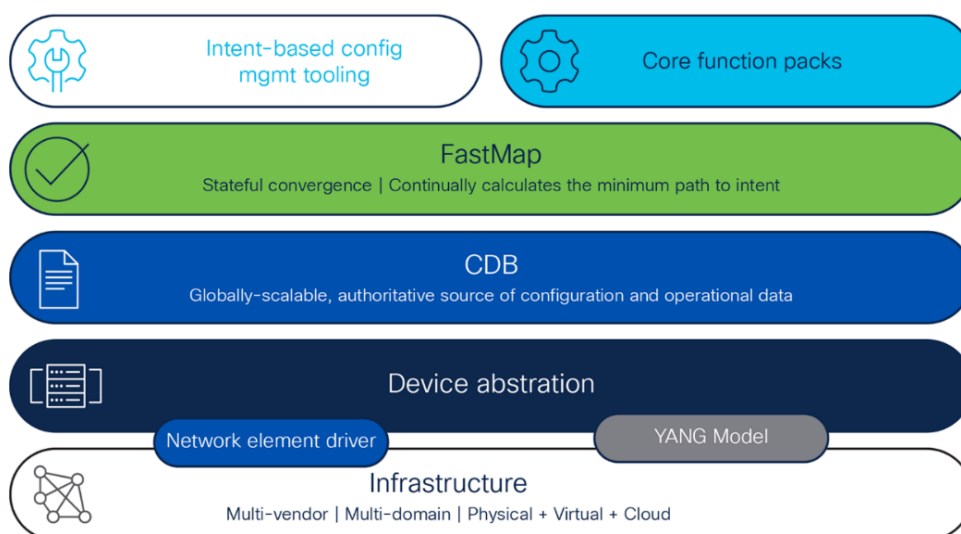 Intent-based config
mgmt tooling
Core function packs
FastMap
Stateful convergence | Continually calculates the minimum path to intent
CDB
Globally-scalable, authoritative source of configuration and operational data
Device abstration
Network element driver
YANG Model
Infrastructure
Multi-vendor | Multi-domain | Physical + Virtual + Cloud